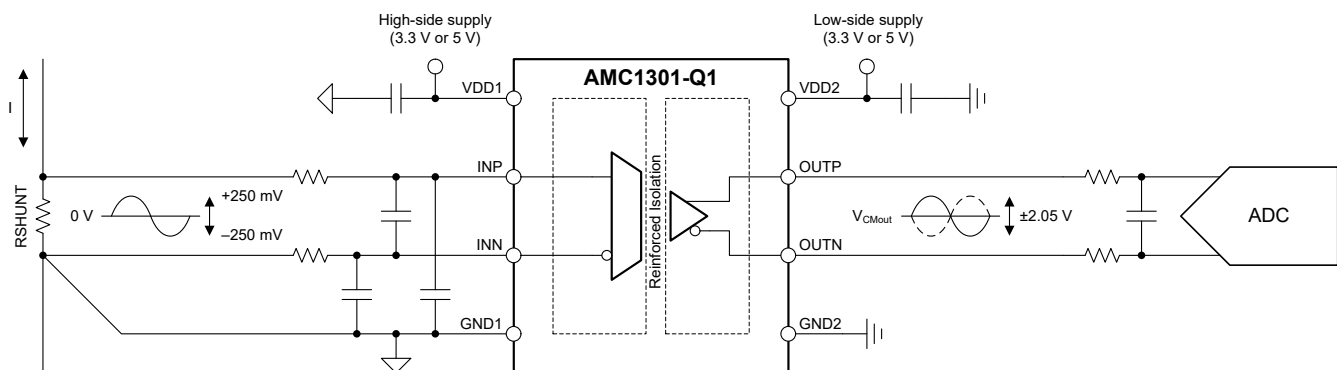 High-side supply
(3.3 V or 5 V)
Low-side supply
(3.3 V or 5 V)
AMC1301-Q1
VDD1
VDD2
I
INP
OUTP
RSHUNT
0 V
+250 mV
–250 mV
Reinforced Isolation
VCMout
±2.05 V
ADC
INN
OUTN
GND1
GND2